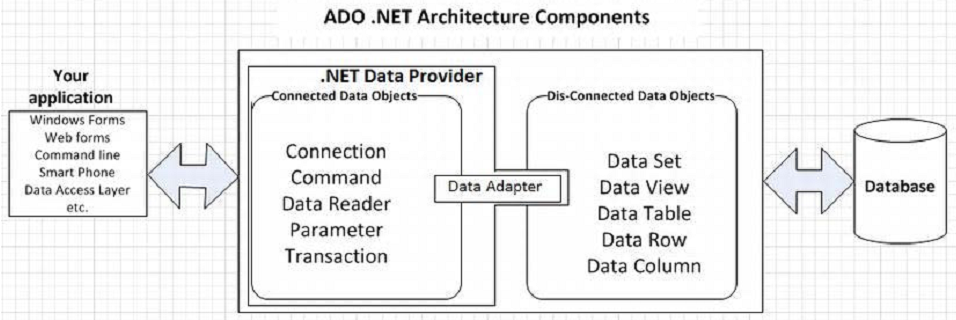 ADO .NET Architecture Components
Your
application
Windows Forms
Web forms
Command line
Smart Phone
Data Access Layer
etc.
.NET Data Provider
Connected Data Objects
Connection
Command
Data Reader
Parameter
Transaction
Data Adapter
Dis-Connected Data Objects
Data Set
Data View
Data Table
Data Row
Data Column
Database